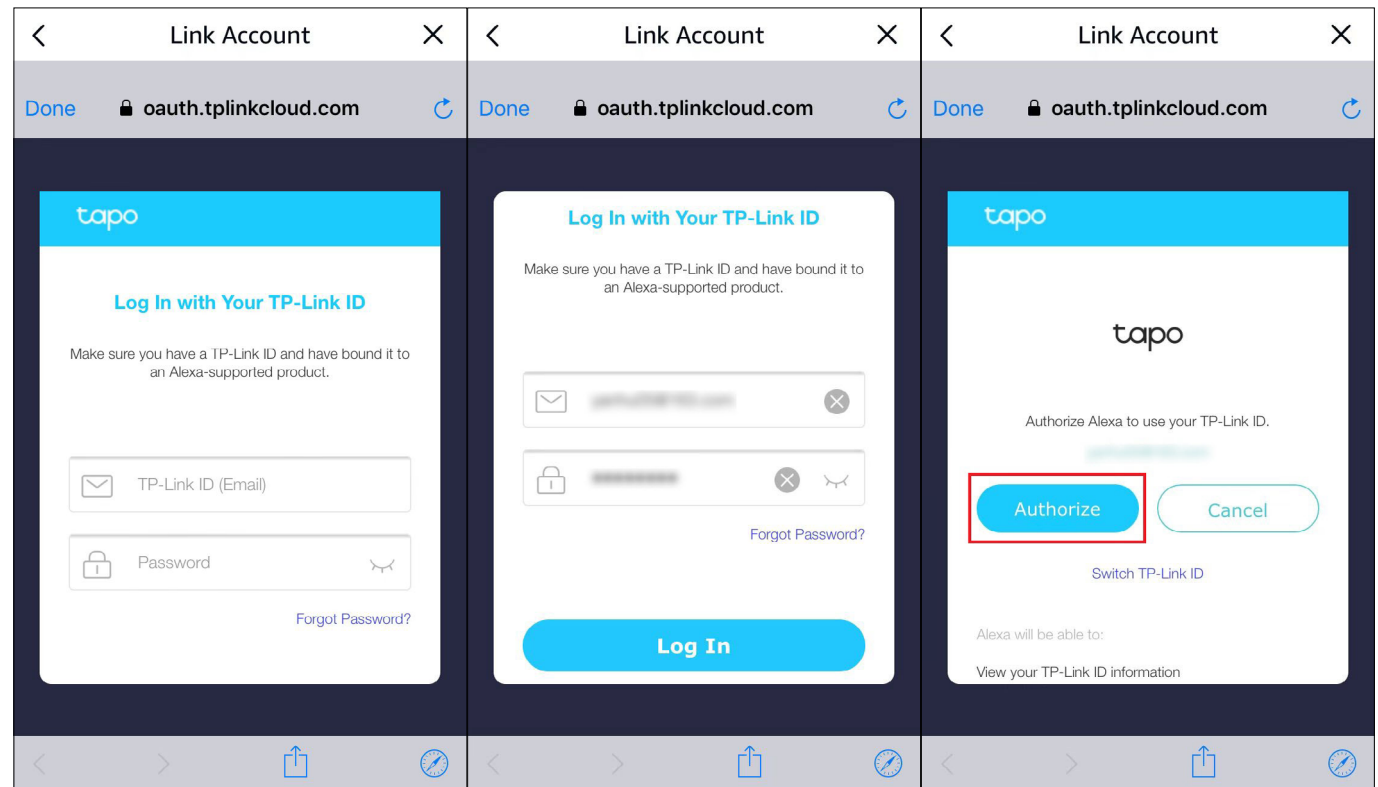 Link Account
Done oauth.tplinkcloud.com
tapo
Log In with Your TP-Link ID
Make sure you have a TP-Link ID and have bound it to
an Alexa-supported product.
TP-Link ID (Email)
Password
Forgot Password?
Link Account
Done oauth.tplinkcloud.com
Log In with Your TP-Link ID
Make sure you have a TP-Link ID and have bound it to
an Alexa-supported product.
Forgot Password?
Log In
Link Account
Done oauth.tplinkcloud.com
tapo
tapo
Authorize Alexa to use your TP-Link ID.
Authorize Cancel
Switch TP-Link ID
Alexa will be able to:
View your TP-Link ID information